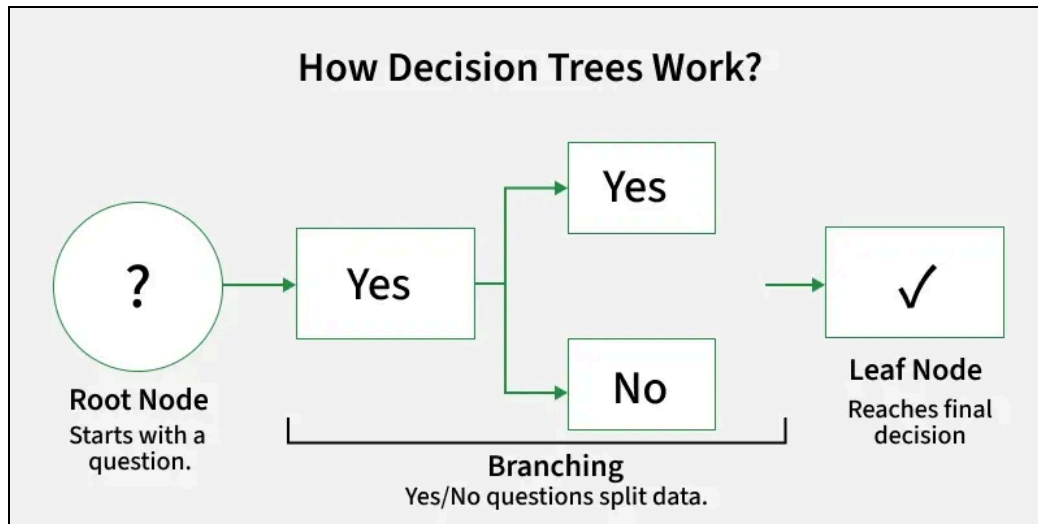 How Decision Trees Work?
?
Yes
Yes
No
✓
Root Node
Starts with a
question.
Branching
Yes/No questions split data.
Leaf Node
Reaches final
decision